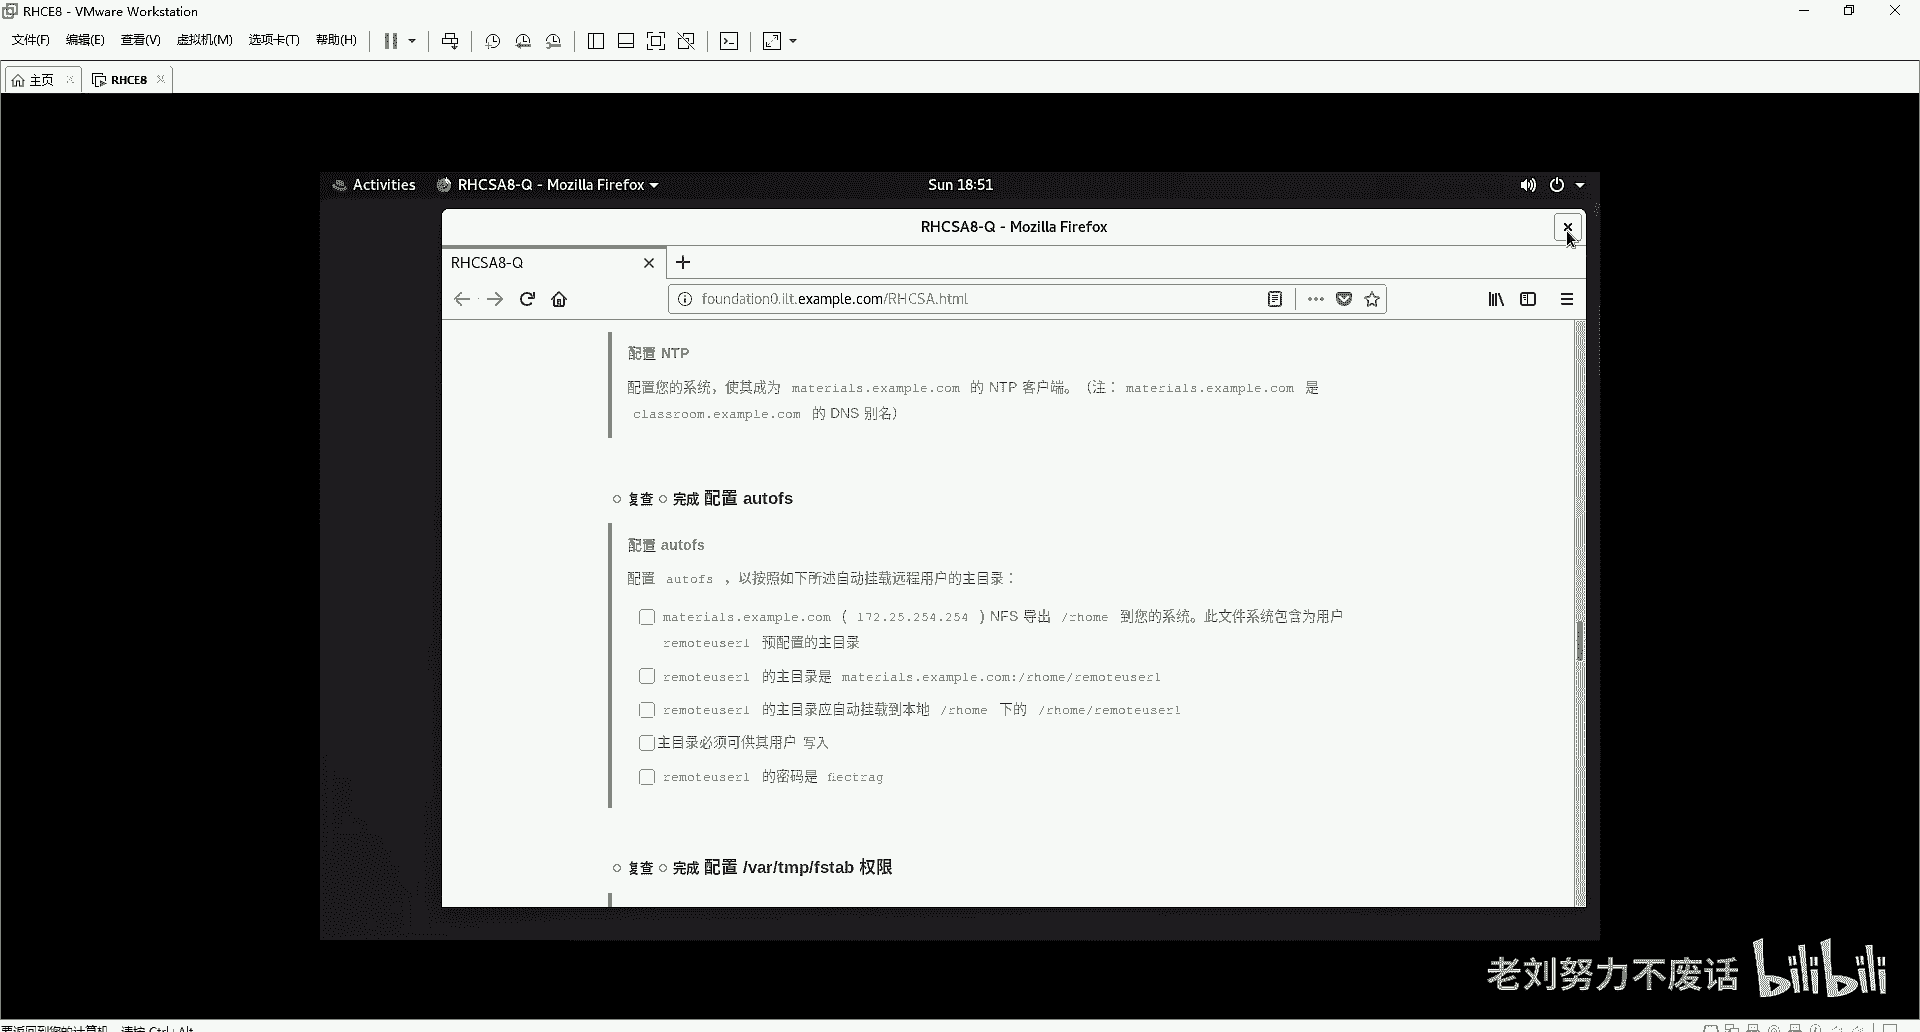 RHCE8 - VMware Workstation
文件(F) 编辑(E) 查看(V) 虚拟机(M) 选项卡(T) 帮助(H)
主页 RHCE8
Activities RHCSA8-Q - Mozilla Firefox Sun 18:51
RHCSA8-Q - Mozilla Firefox
RHCSA8-Q
foundation0.ilt.example.com/RHCSA.html
配置 NTP
配置您的系统，使其成为 materials.example.com 的 NTP 客户端。（注： materials.example.com 是
classroom.example.com 的 DNS 别名）
复查 完成 配置 autofs
配置 autofs
配置 autofs ，以按照如下所述自动挂载远程用户的主目录：
materials.example.com ( 172.25.254.254 ) NFS 导出 /rhome 到您的系统。此文件系统包含为用户
remoteuser1 预配置的主目录
remoteuser1 的主目录是 materials.example.com:/rhome/remoteuser1
remoteuser1 的主目录应自动挂载到本地 /rhome 下的 /rhome/remoteuser1
主目录必须可供其用户 写入
remoteuser1 的密码是 flectrag
复查 完成 配置 /var/tmp/fstab 权限
老刘努力不废话 bilibili
要返回到您的计算机，请按 Ctrl+Alt